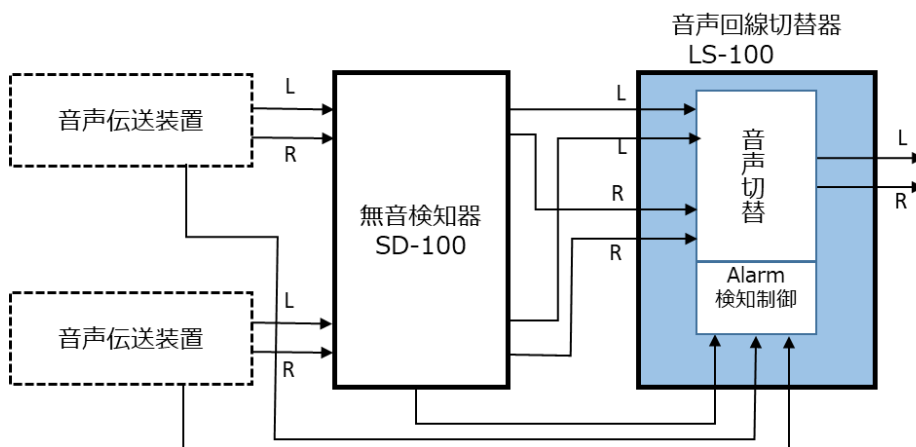 音声回線切替器
LS-100
音声伝送装置
L
R
無音検知器
SD-100
L
L
R
R
音声切替
L
R
Alarm
検知制御
音声伝送装置
L
R